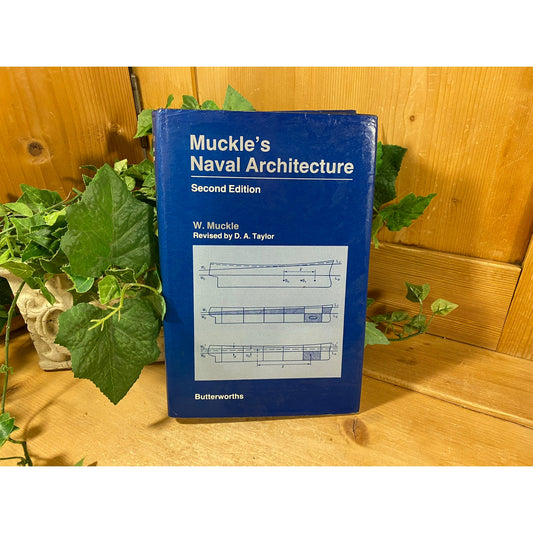 Muckle's
Naval Architecture
Second Edition
W. Muckle
Revised by D. A. Taylor
Butterworths